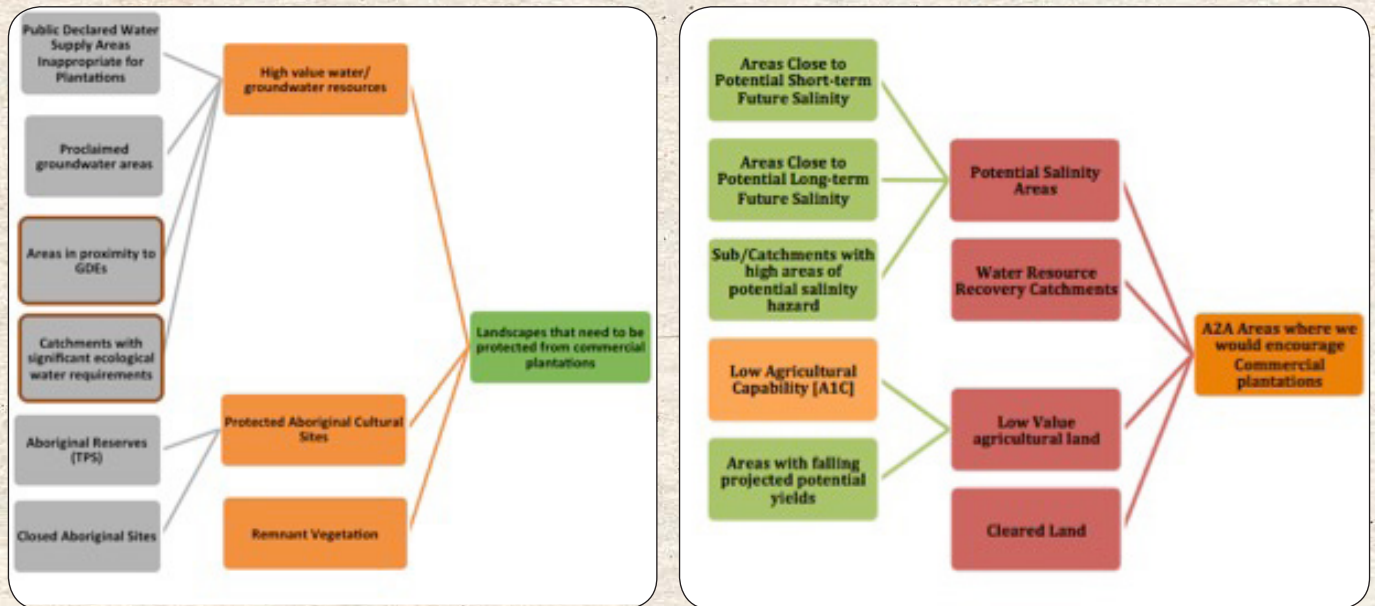 Public Declared Water
Supply Areas
Inappropriate for
Plantations
Proclaimed
groundwater areas
Areas in proximity to
GDEs
Catchments with
significant ecological
water requirements
Aboriginal Reserves
(TPS)
Closed Aboriginal Sites
High value water/
groundwater resources
Protected Aboriginal Cultural
Sites
Remnant Vegetation
Landscapes that need to be
protected from commercial
plantations
Areas Close to
Potential Short-term
Future Salinity
Areas Close to
Potential Long-term
Future Salinity
Sub/Catchments with
high areas of
potential salinity
hazard
Low Agricultural
Capability [A1C]
Areas with falling
projected potential
yields
Potential Salinity
Areas
Water Resource
Recovery Catchments
Low Value
agricultural land
Cleared Land
A2A Areas where we
would encourage
Commercial
plantations